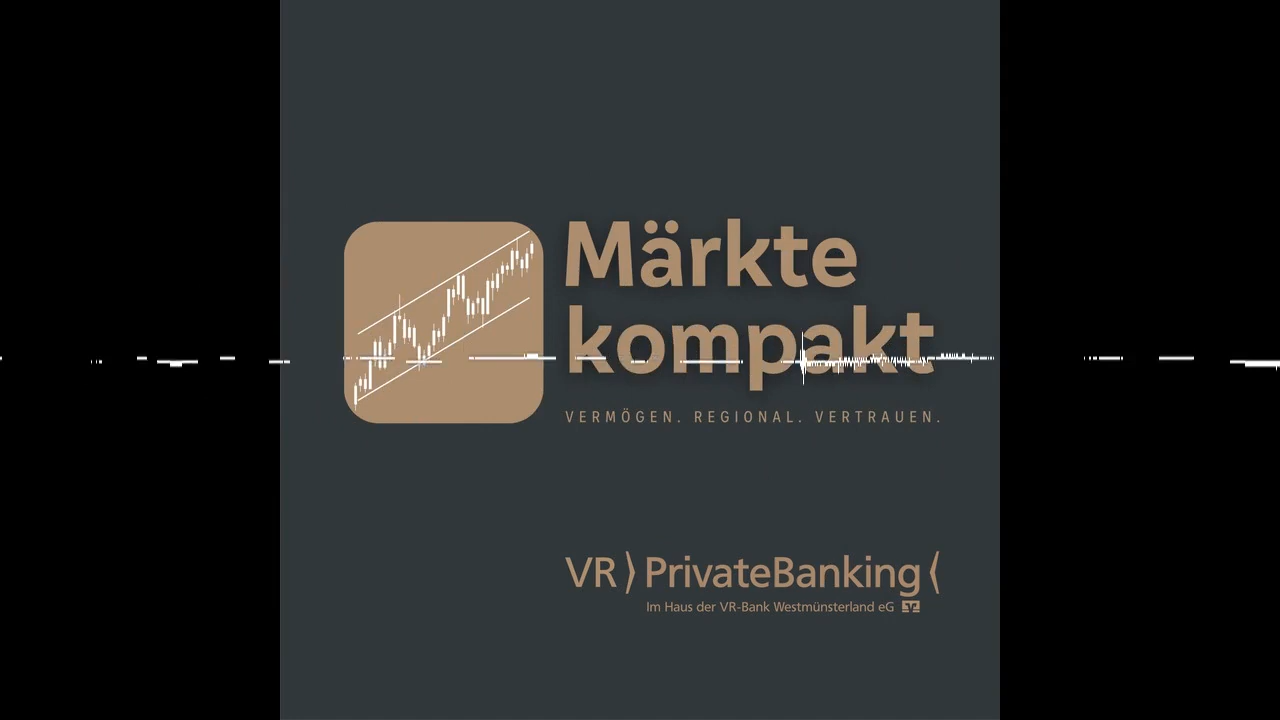 Märkte
kompakt
VERMÖGEN. REGIONAL. VERTRAUEN.
VR PrivateBanking
Im Haus der VR-Bank Westmünsterland eG